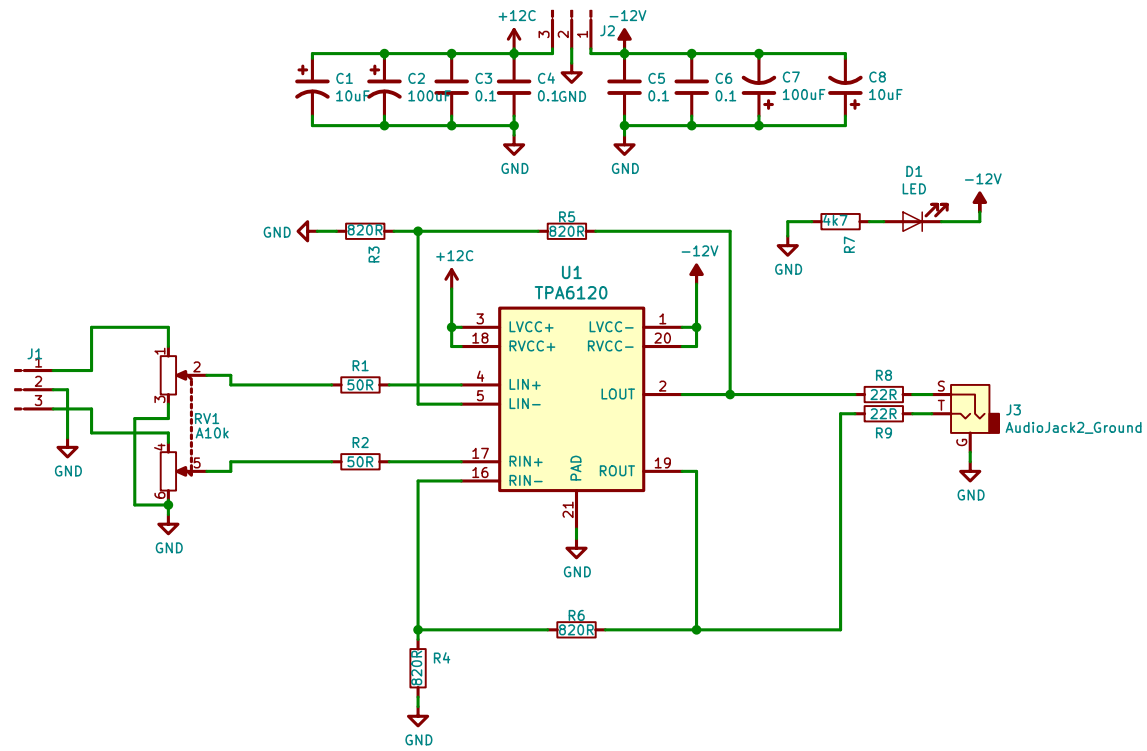 +12C
-12V
3
2
1
J2
C1
10uF
C2
100uF
C3
0.1
C4
0.1
GND
C5
0.1
C6
0.1
C7
100uF
C8
10uF
GND
GND
D1
LED
-12V
4k7
R7
GND
GND
820R
R3
R5
820R
+12C
-12V
U1
TPA6120
3
LVCC+
LVCC-
1
18
RVCC+
RVCC-
20
4
LIN+
LOUT
2
5
LIN-
17
RIN+
ROUT
19
16
RIN-
PAD
21
GND
J1
1
2
3
GND
1
2
3
RV1
A10k
4
5
6
GND
R1
50R
R2
50R
R8
22R
22R
R9
S
T
G
J3
AudioJack2_Ground
GND
R6
820R
820R
R4
GND